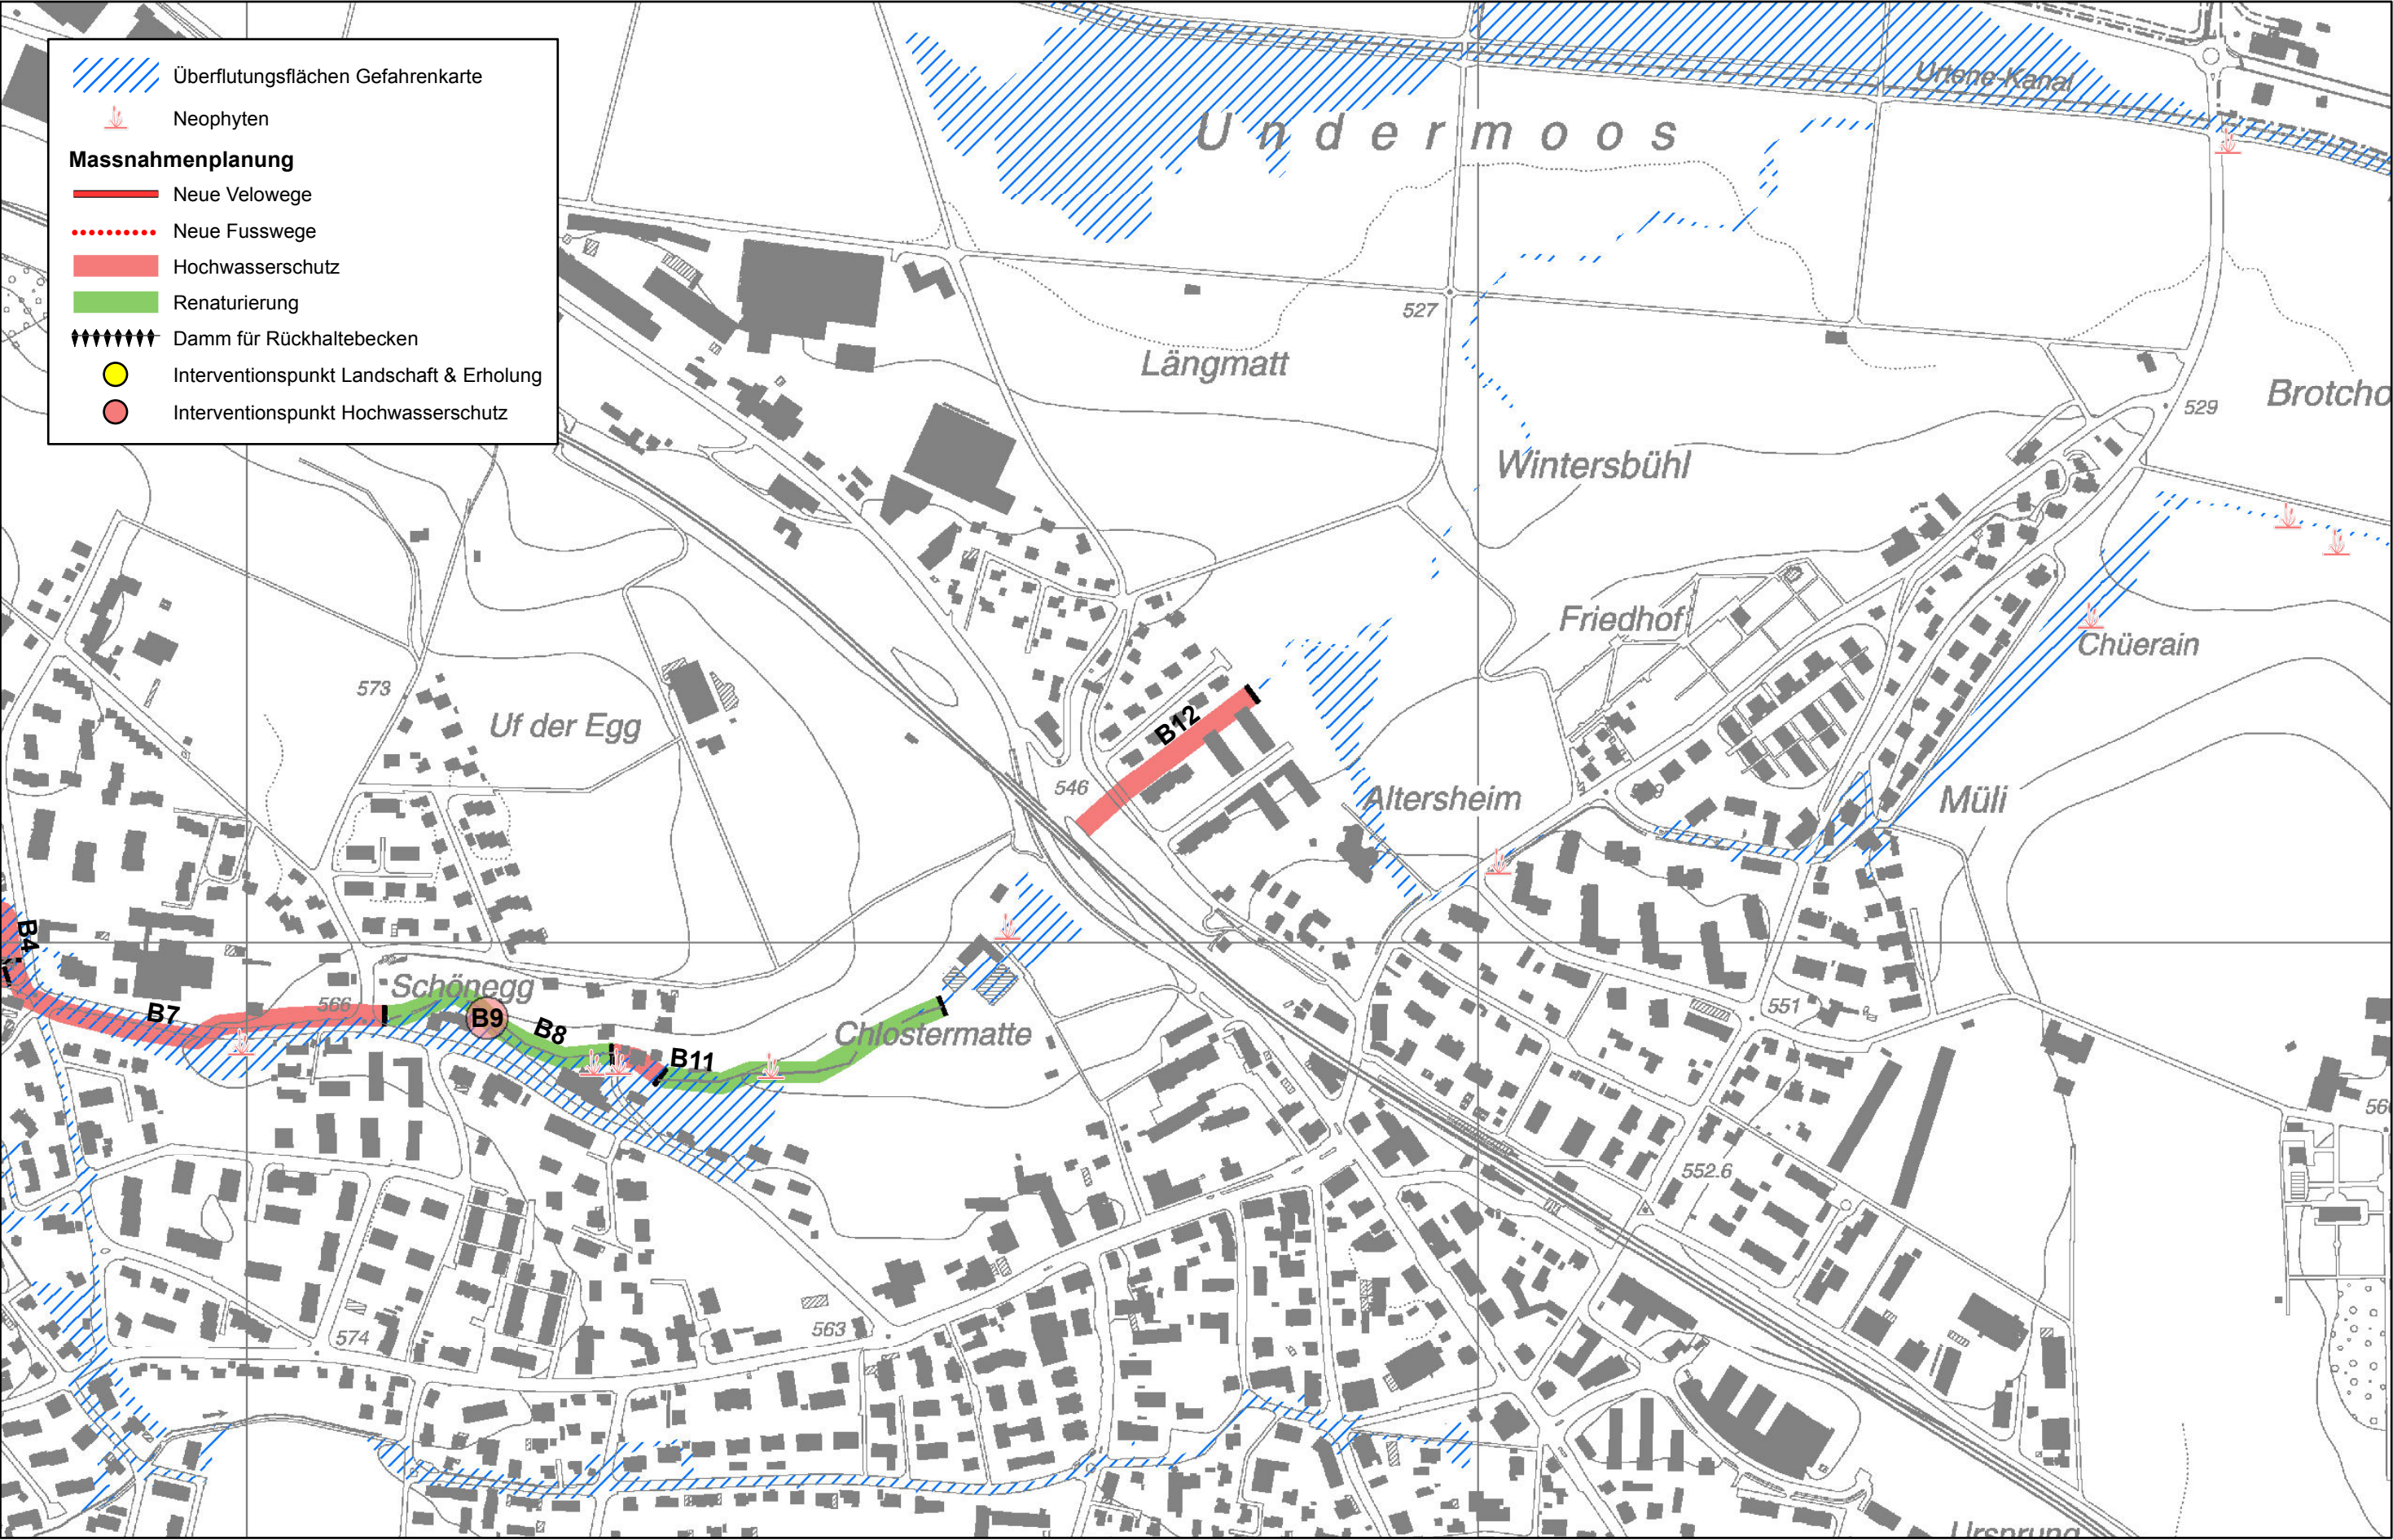 Überflutungsflächen Gefahrenkarte
Neophyten
Massnahmenplanung
Neue Velowege
Neue Fusswege
Hochwasserschutz
Renaturierung
Damm für Rückhaltebecken
Interventionspunkt Landschaft & Erholung
Interventionspunkt Hochwasserschutz
Urtene-Kanal
Undermoos
527
Längmatt
Brotcho
529
Wintersbühl
Friedhof
Chüerain
573
Uf der Egg
B12
546
Altersheim
Müli
B4
Schönegg
566
B7
B9
B8
B11
Chlostermatte
551
56
552.6
563
574
Ursprung